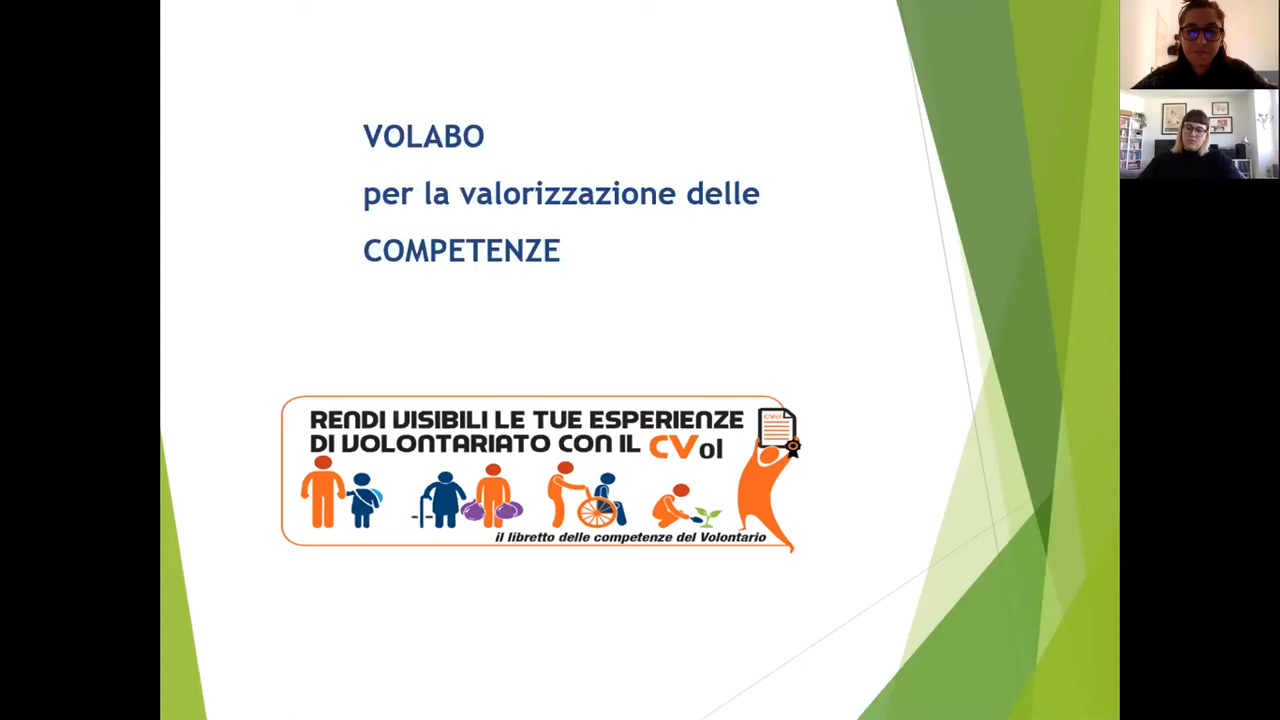 VOLABO
per la valorizzazione delle
COMPETENZE
RENDI VISIBILI LE TUE ESPERIENZE
DI VOLONTARIATO CON IL CVol
CVol
il libretto delle competenze del Volontario